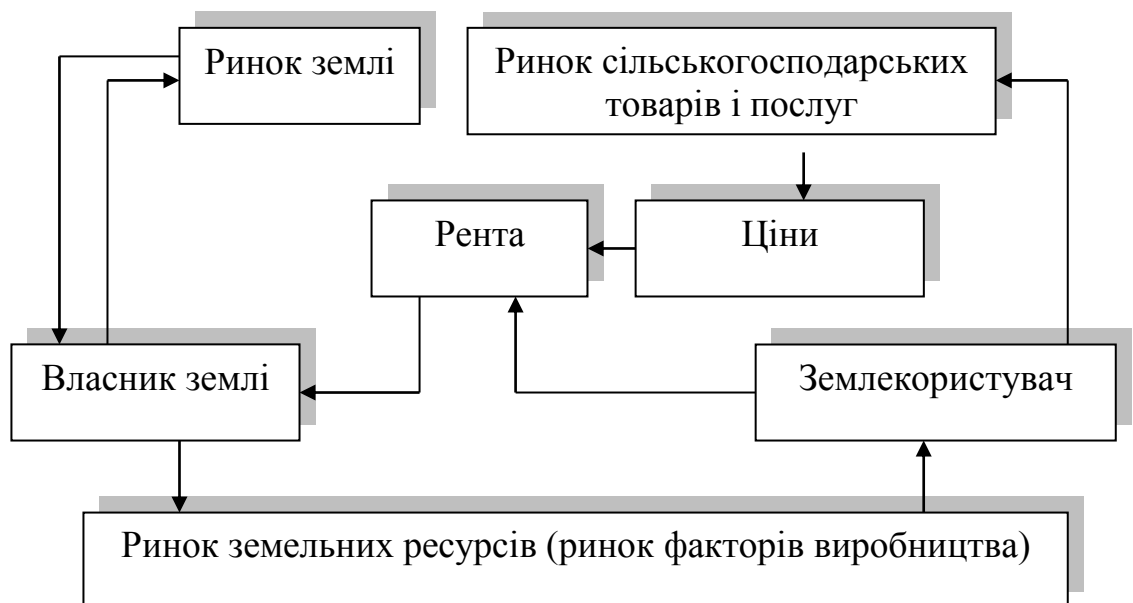 Ринок землі
Ринок сільськогосподарських
товарів і послуг
Рента
Ціни
Власник землі
Землекористувач
Ринок земельних ресурсів (ринок факторів виробництва)